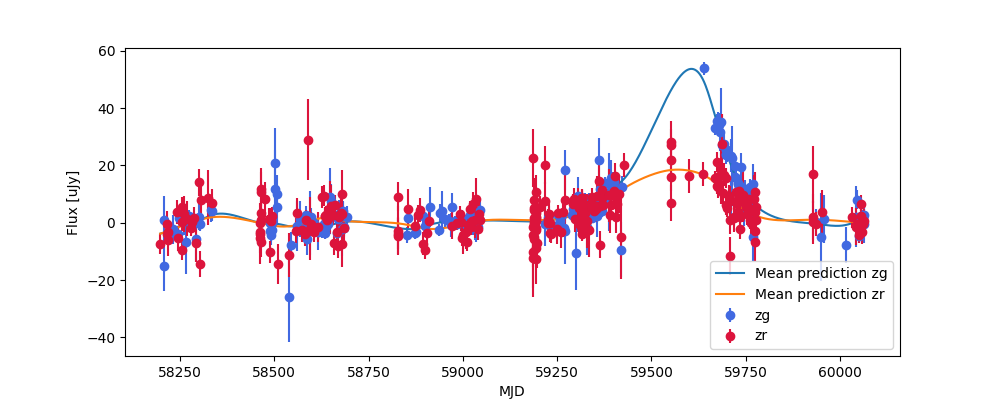 60
40
20
0
−20
−40
Flux [uJy]
58250
58500
58750
59000
59250
59500
59750
60000
MJD
Mean prediction zg
Mean prediction zr
zg
zr